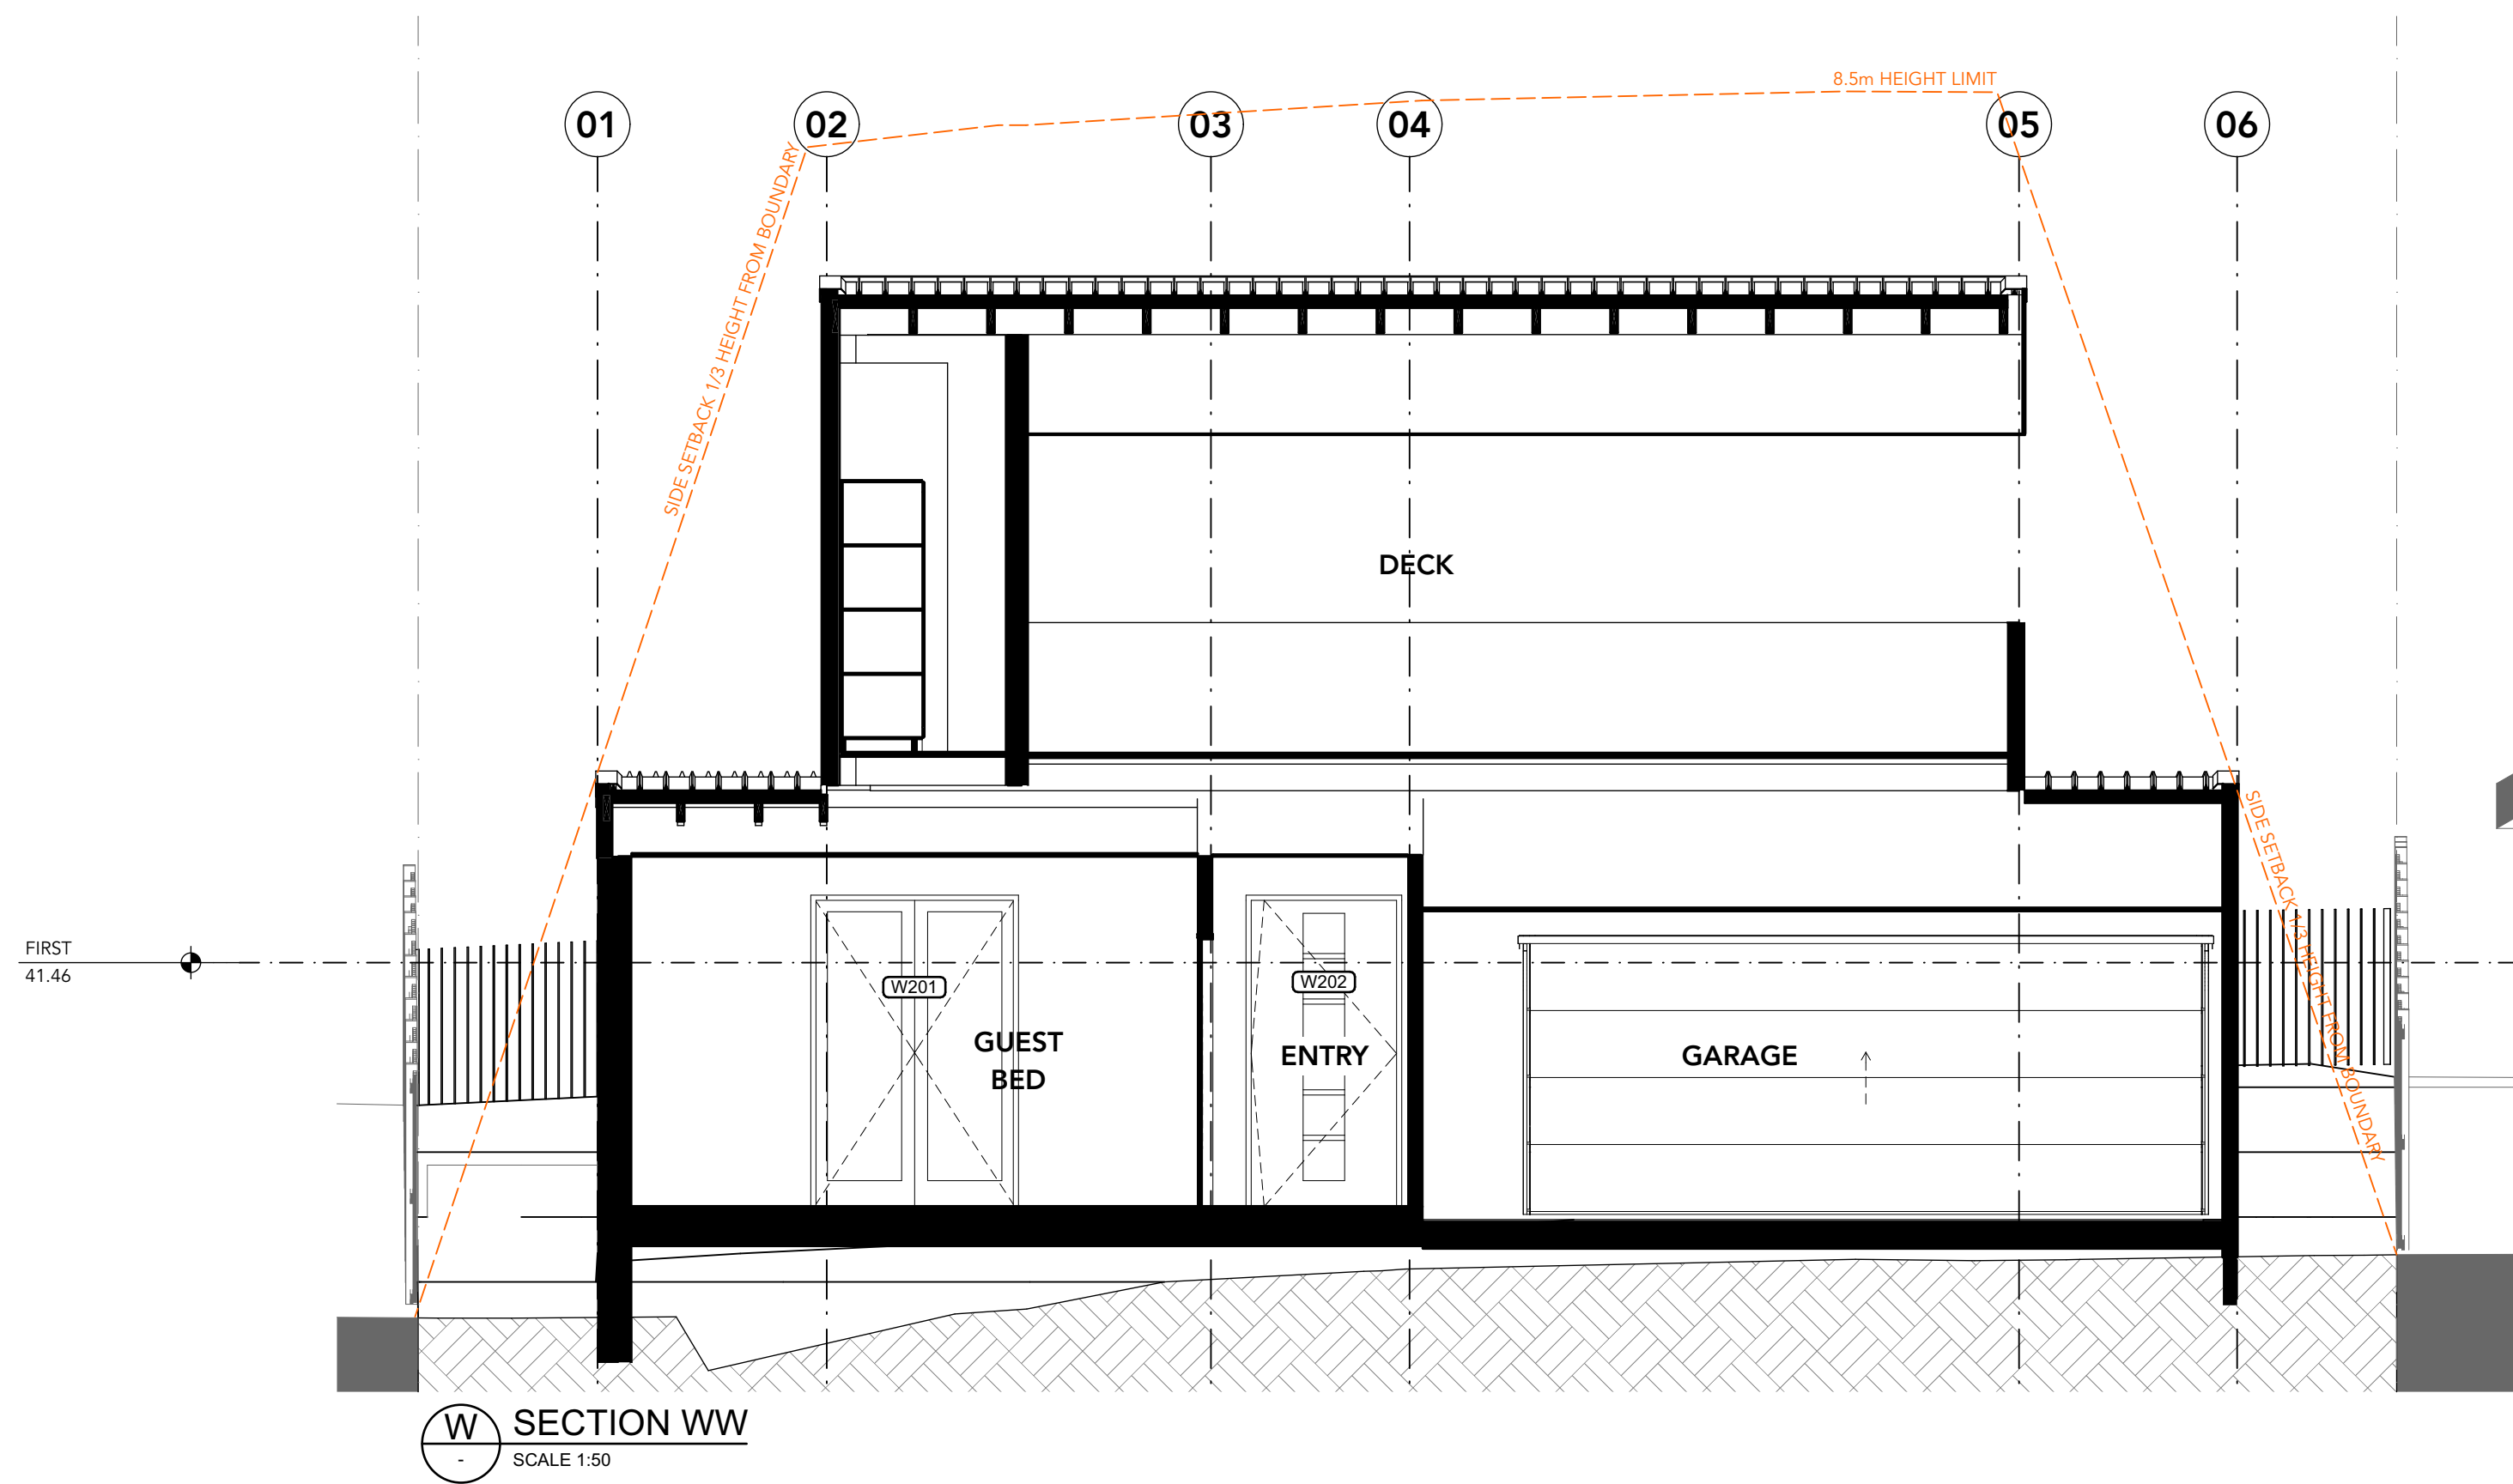 8.5m HEIGHT LIMIT
01
02
03
04
05
06
SIDE SETBACK 1/3 HEIGHT FROM BOUNDARY
DECK
SIDE SETBACK 1/3 HEIGHT FROM BOUNDARY
FIRST
41.46
W201
W202
GUEST
BED
ENTRY
GARAGE
W
-
SECTION WW
SCALE 1:50